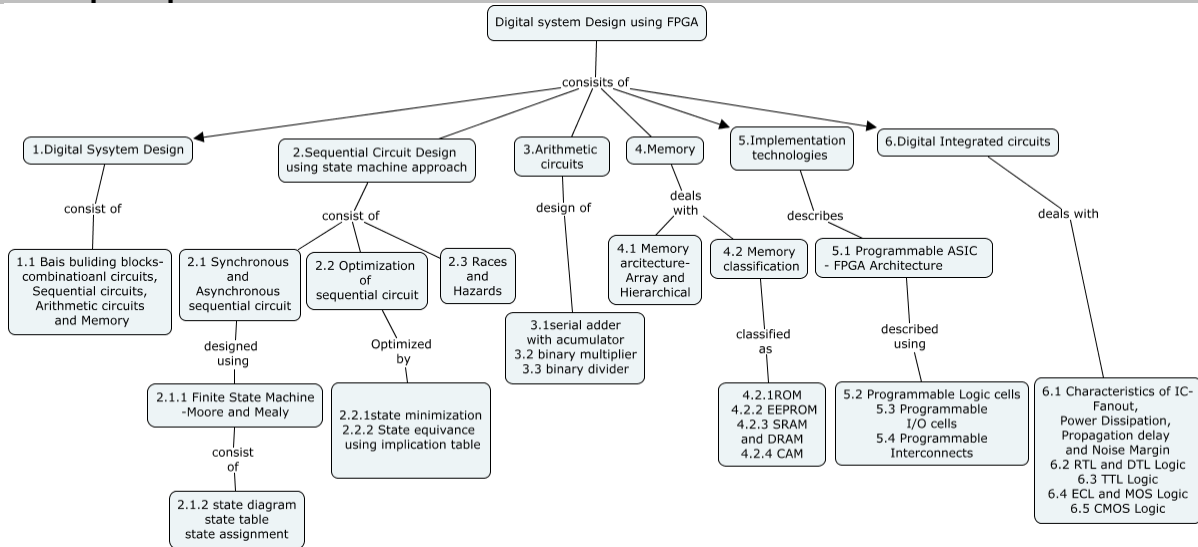 Digital system Design using FPGA
consisits of
1.Digital Sysytem Design
2.Sequential Circuit Design
using state machine approach
3.Arithmetic
circuits
4.Memory
5.Implementation
technologies
6.Digital Integrated circuits
consist of
consist of
design of
deals
with
describes
deals with
1.1 Bais buliding blocks-
combinatioanl circuits,
Sequential circuits,
Arithmetic circuits
and Memory
2.1 Synchronous
and
Asynchronous
sequential circuit
2.2 Optimization
of
sequential circuit
2.3 Races
and
Hazards
4.1 Memory
arcitecture-
Array and
Hierarchical
4.2 Memory
classification
5.1 Programmable ASIC
- FPGA Architecture
designed
using
Optimized
by
3.1serial adder
with acumulator
3.2 binary multiplier
3.3 binary divider
classified
as
described
using
2.1.1 Finite State Machine
-Moore and Mealy
2.2.1state minimization
2.2.2 State equivance
using implication table
4.2.1ROM
4.2.2 EEPROM
4.2.3 SRAM
and DRAM
4.2.4 CAM
5.2 Programmable Logic cells
5.3 Programmable
I/O cells
5.4 Programmable
Interconnects
6.1 Characteristics of IC-
Fanout,
Power Dissipation,
Propagation delay
and Noise Margin
6.2 RTL and DTL Logic
6.3 TTL Logic
6.4 ECL and MOS Logic
6.5 CMOS Logic
consist
of
2.1.2 state diagram
state table
state assignment